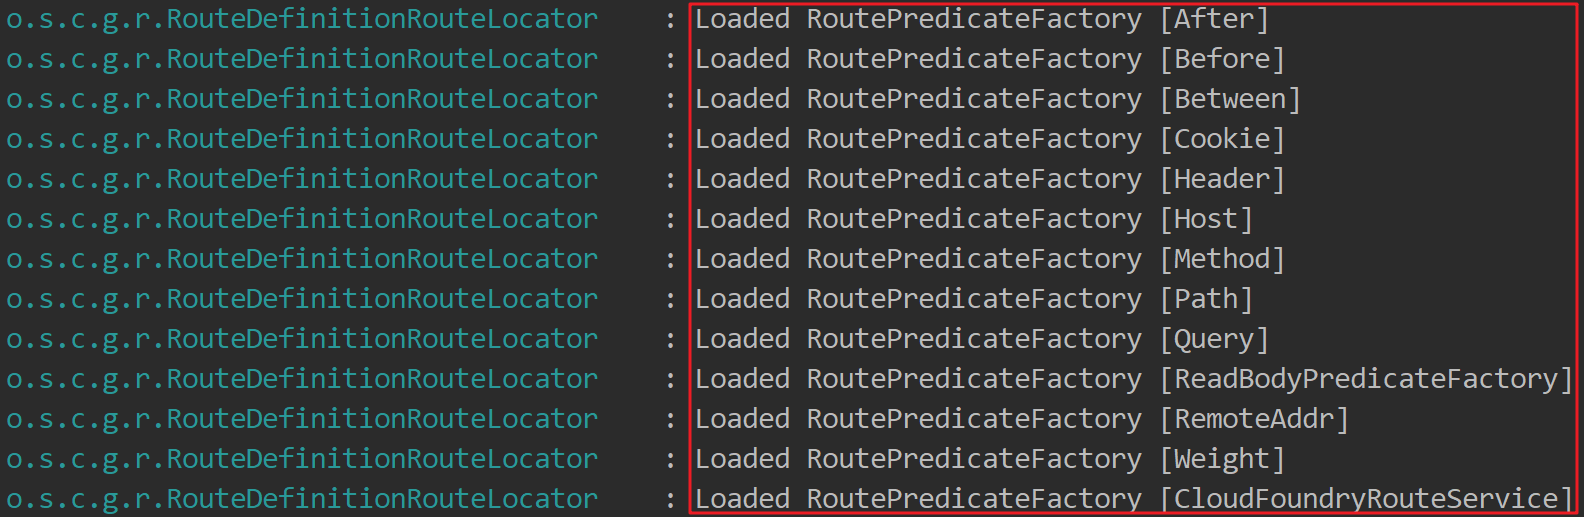 o.s.c.g.r.RouteDefinitionRouteLocator : Loaded RoutePredicateFactory [After]
o.s.c.g.r.RouteDefinitionRouteLocator : Loaded RoutePredicateFactory [Before]
o.s.c.g.r.RouteDefinitionRouteLocator : Loaded RoutePredicateFactory [Between]
o.s.c.g.r.RouteDefinitionRouteLocator : Loaded RoutePredicateFactory [Cookie]
o.s.c.g.r.RouteDefinitionRouteLocator : Loaded RoutePredicateFactory [Header]
o.s.c.g.r.RouteDefinitionRouteLocator : Loaded RoutePredicateFactory [Host]
o.s.c.g.r.RouteDefinitionRouteLocator : Loaded RoutePredicateFactory [Method]
o.s.c.g.r.RouteDefinitionRouteLocator : Loaded RoutePredicateFactory [Path]
o.s.c.g.r.RouteDefinitionRouteLocator : Loaded RoutePredicateFactory [Query]
o.s.c.g.r.RouteDefinitionRouteLocator : Loaded RoutePredicateFactory [ReadBodyPredicateFactory]
o.s.c.g.r.RouteDefinitionRouteLocator : Loaded RoutePredicateFactory [RemoteAddr]
o.s.c.g.r.RouteDefinitionRouteLocator : Loaded RoutePredicateFactory [Weight]
o.s.c.g.r.RouteDefinitionRouteLocator : Loaded RoutePredicateFactory [CloudFoundryRouteService]